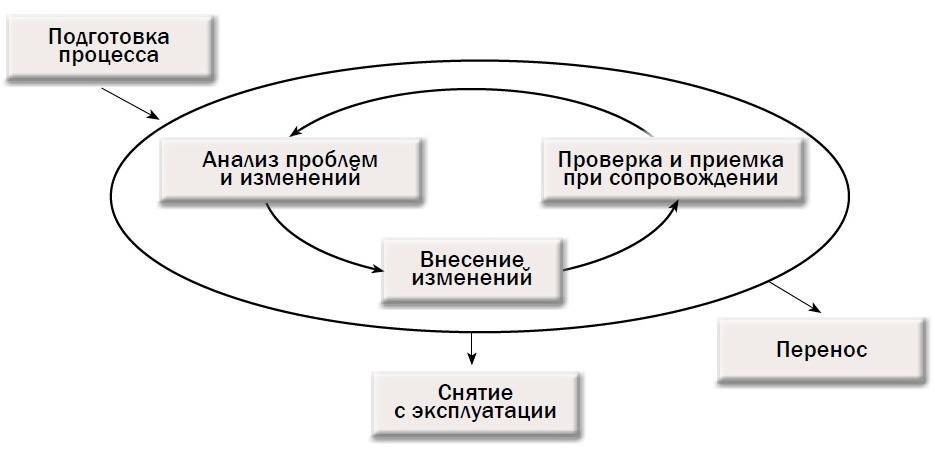 Подготовка
процесса
Анализ проблем
и изменений
Проверка и приемка
при сопровождении
Внесение
изменений
Перенос
Снятие
с эксплуатации